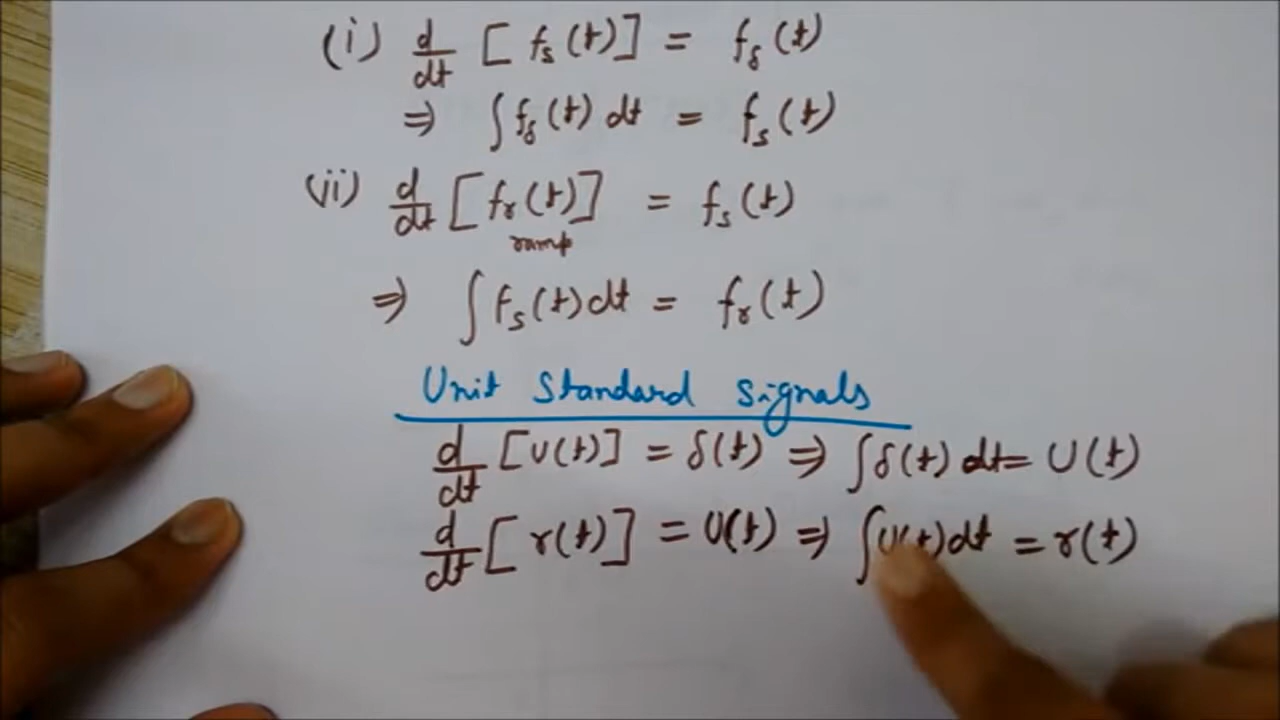 (i) d/dt [fs(t)] = fδ(t)
⇒ ∫fδ(t) dt = fs(t)
(ii) d/dt [fr(t)] = fs(t)
ramp
⇒ ∫fs(t)dt = fr(t)
Unit Standard Signals
d/dt [U(t)] = δ(t) ⇒ ∫δ(t) dt = U(t)
d/dt [r(t)] = U(t) ⇒ ∫U(t)dt = r(t)